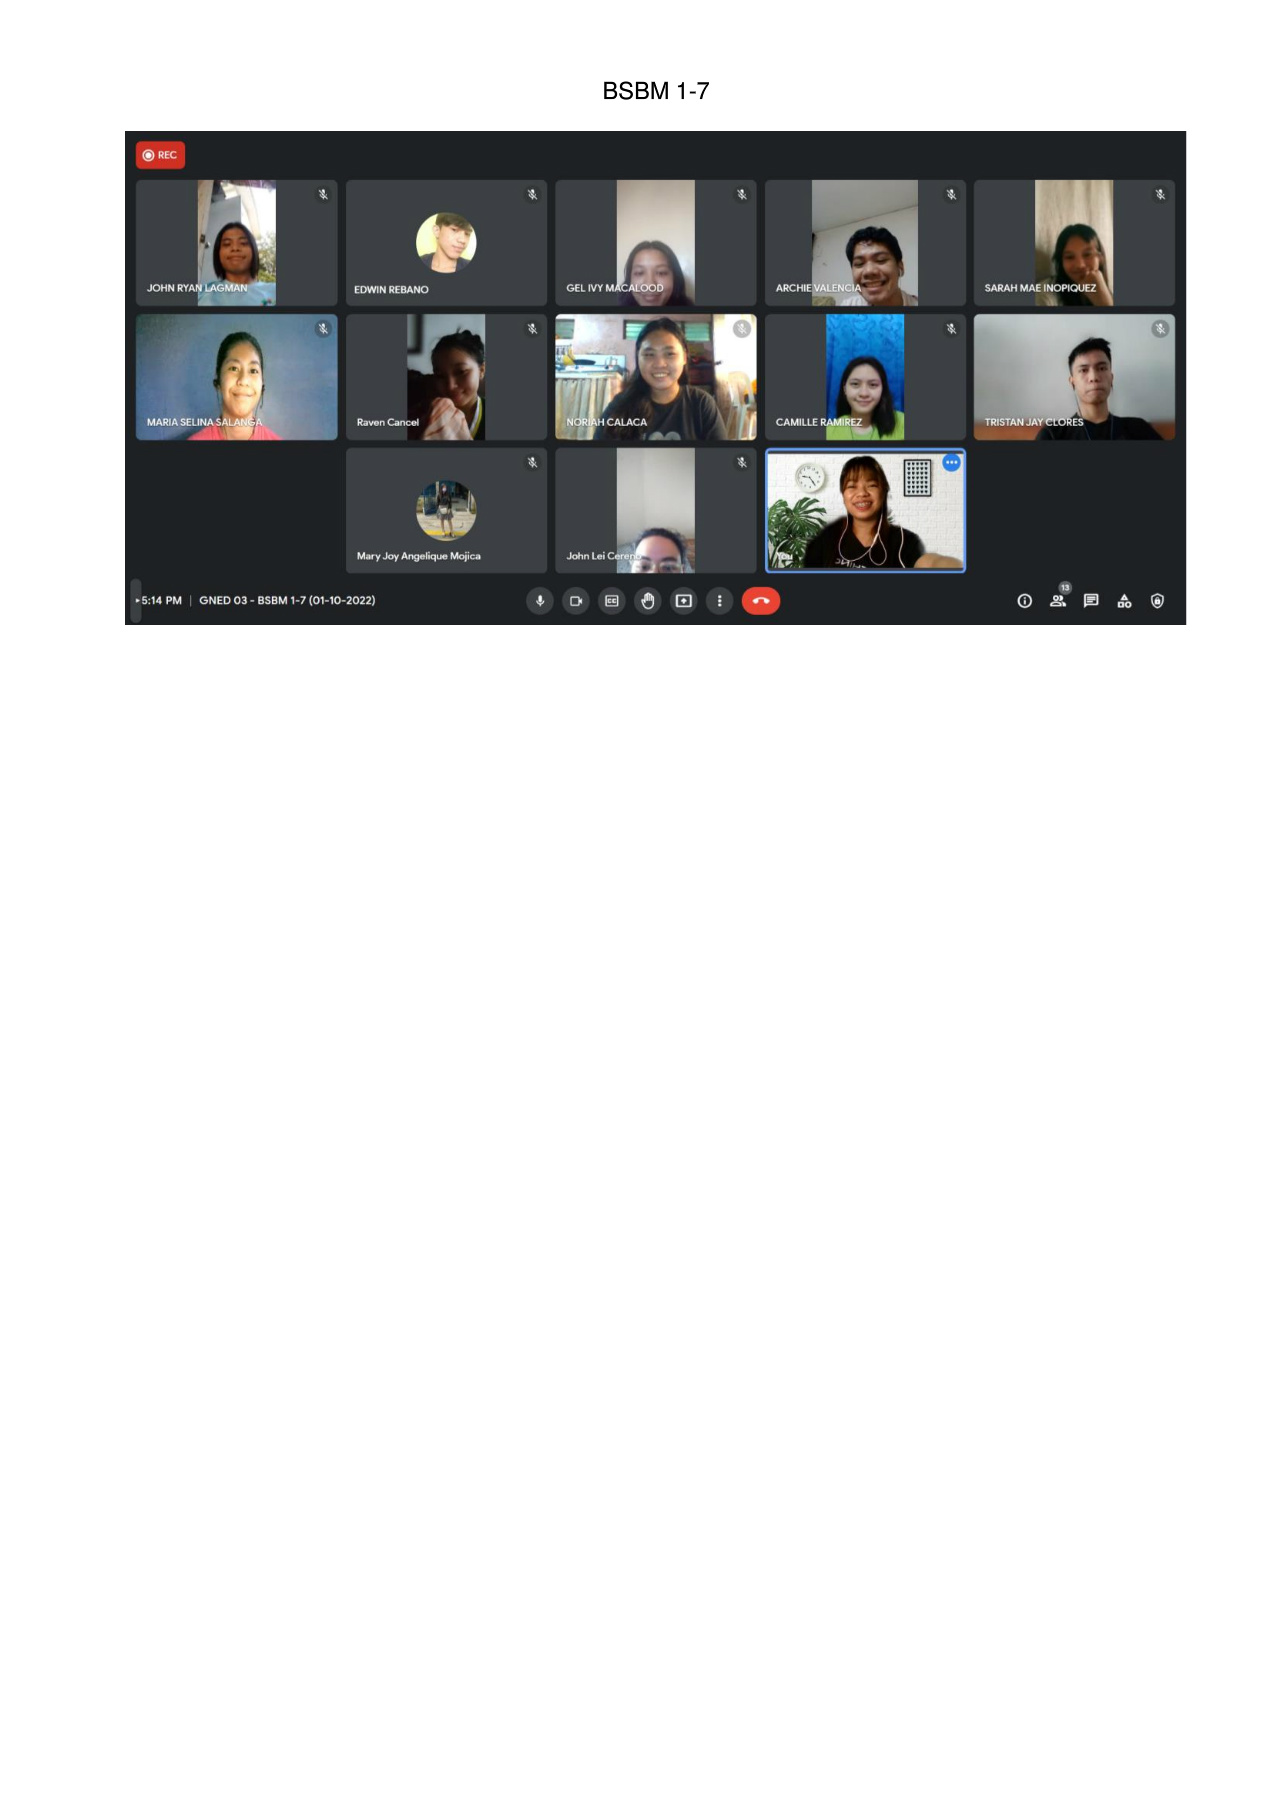 BSBM 1-7
REC
JOHN RYAN LAGMAN
EDWIN REBANO
GEL IVY MACALOOD
ARCHIE VALENCIA
SARAH MAE INOPIQUEZ
MARIA SELINA SALANGA
Raven Cancel
NORIAH CALACA
CAMILLE RAMIREZ
TRISTAN JAY CLORES
Mary Joy Angelique Mojica
John Lei Cereno
You
5:14 PM | GNED 03 - BSBM 1-7 (01-10-2022)
CC
13